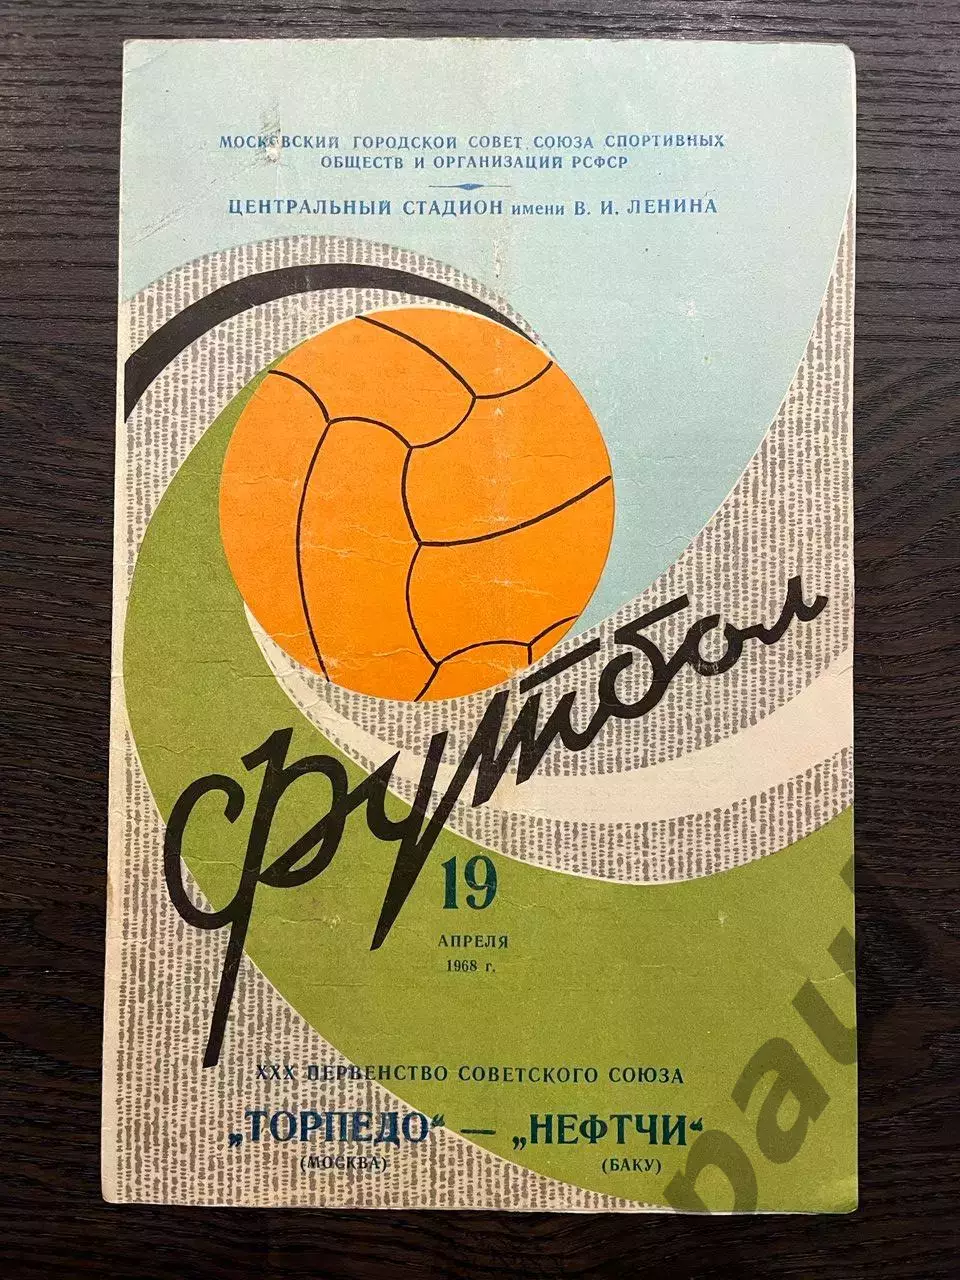 МОСКОВСКИЙ ГОРОДСКОЙ СОВЕТ СОЮЗА СПОРТИВНЫХ
ОБЩЕСТВ И ОРГАНИЗАЦИЙ РСФСР
ЦЕНТРАЛЬНЫЙ СТАДИОН имени В. И. ЛЕНИНА
футбол
19
АПРЕЛЯ
1968 г.
XXX ПЕРВЕНСТВО СОВЕТСКОГО СОЮЗА
„ТОРПЕДО“ — „НЕФТЧИ“
(МОСКВА) (БАКУ)